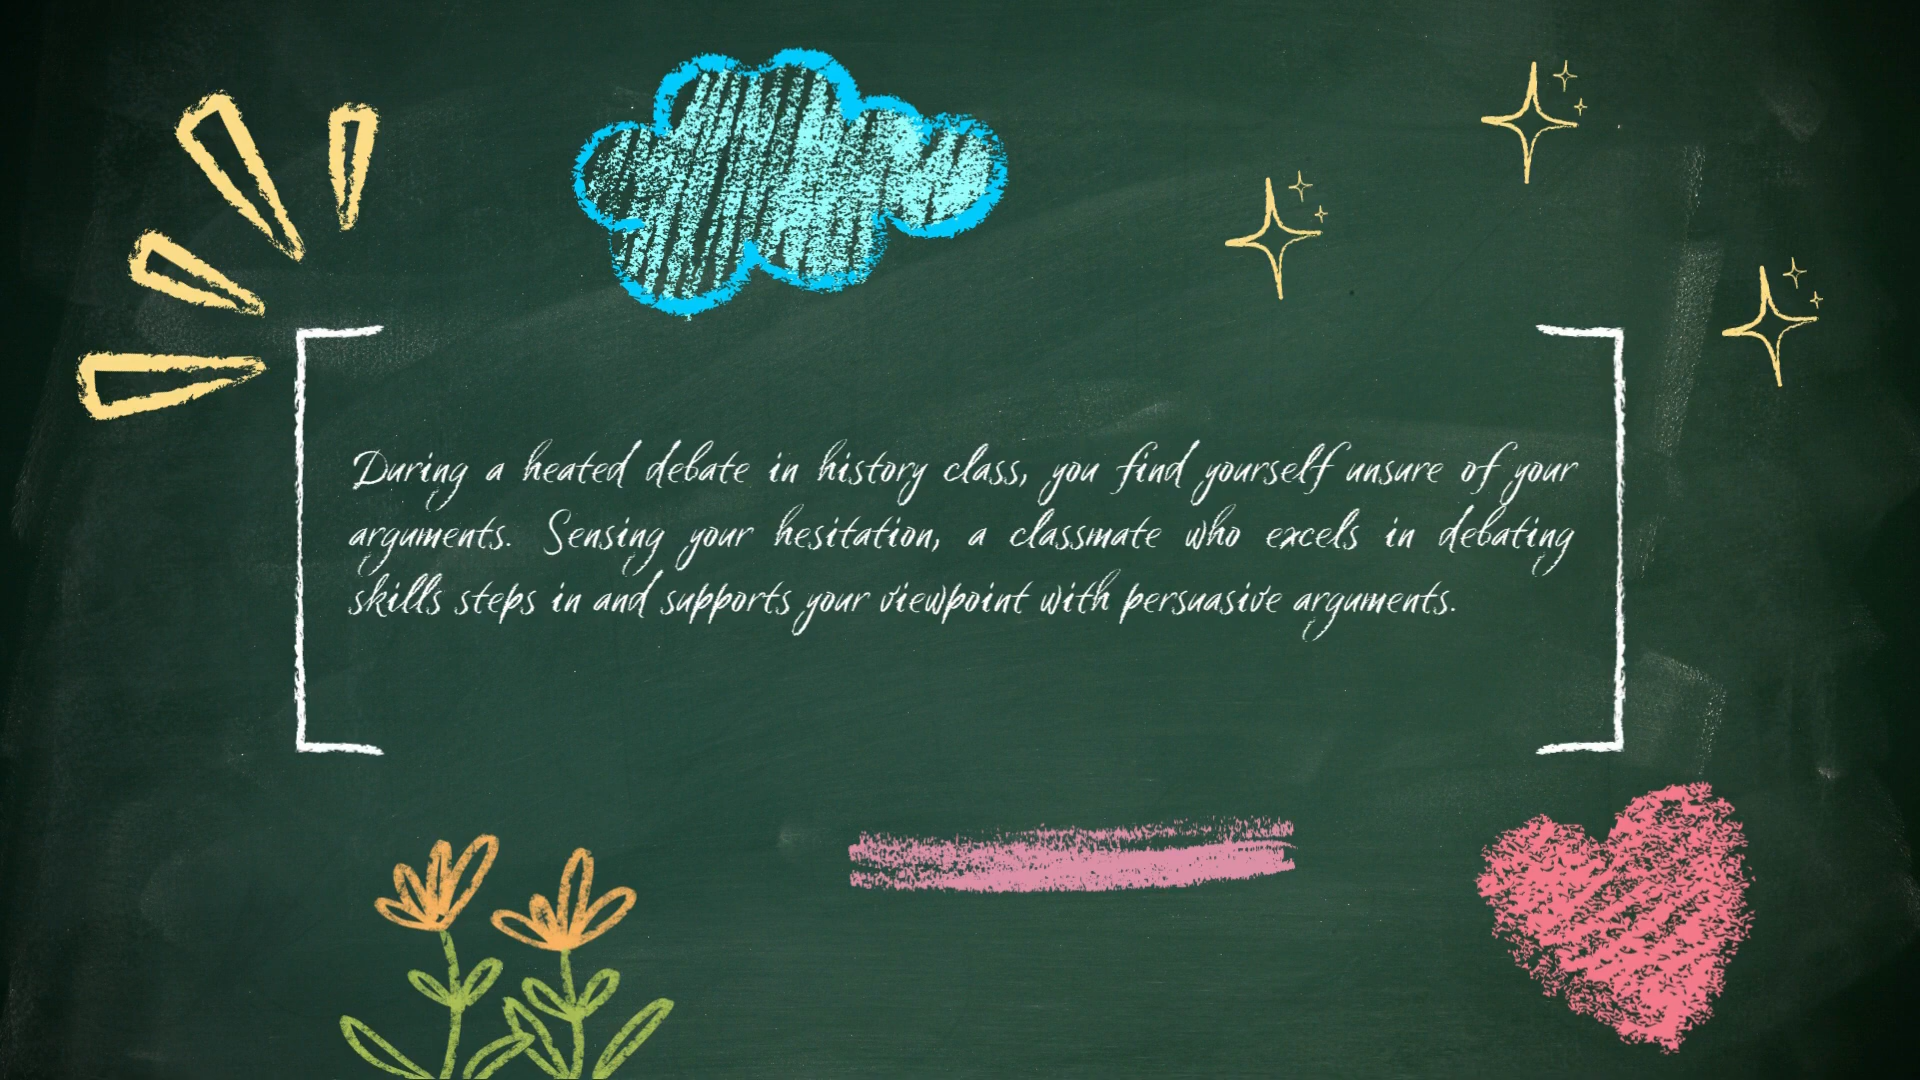 During a heated debate in history class, you find yourself unsure of your
arguments. Sensing your hesitation, a classmate who excels in debating
skills steps in and supports your viewpoint with persuasive arguments.